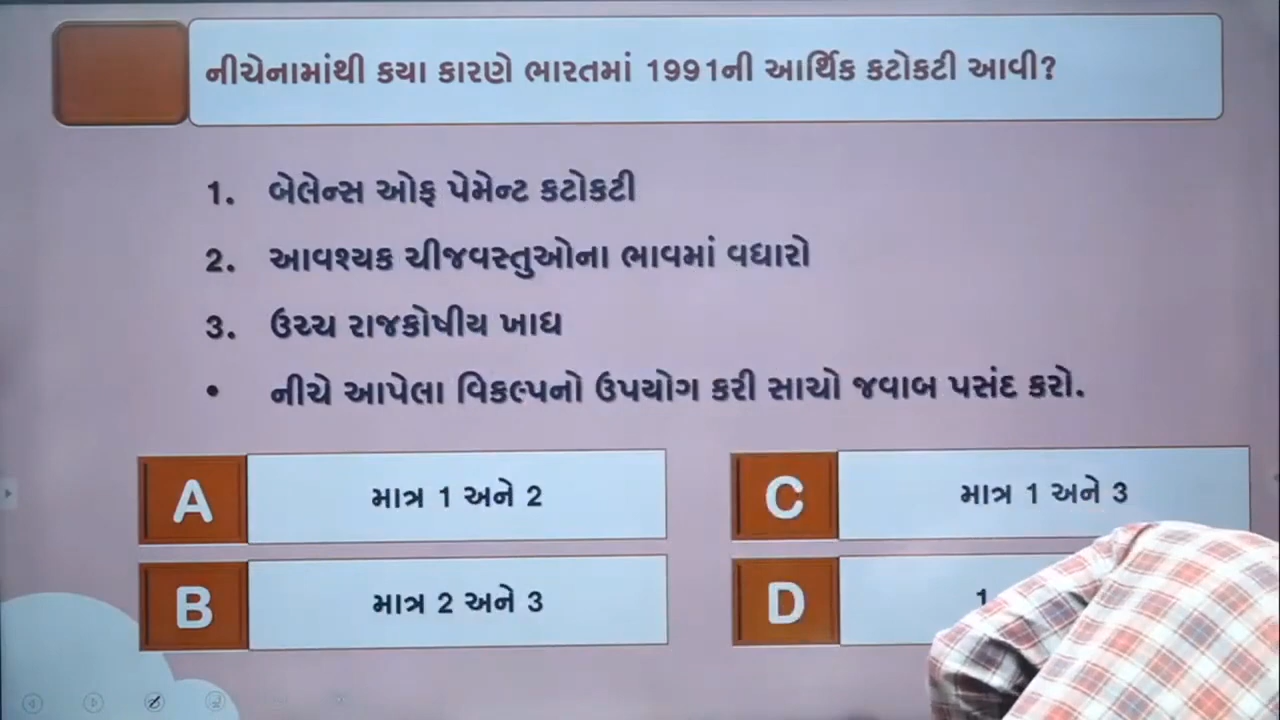 નીચેનામાંથી કયા કારણે ભારતમાં 1991ની આર્થિક કટોકટી આવી?
1. બેલેન્સ ઓફ પેમેન્ટ કટોકટી
2. આવશ્યક ચીજવસ્તુઓના ભાવમાં વધારો
3. ઉચ્ચ રાજકોષીય ખાધ
• નીચે આપેલા વિકલ્પનો ઉપયોગ કરી સાચો જવાબ પસંદ કરો.
A માત્ર 1 અને 2
C માત્ર 1 અને 3
B માત્ર 2 અને 3
D 1